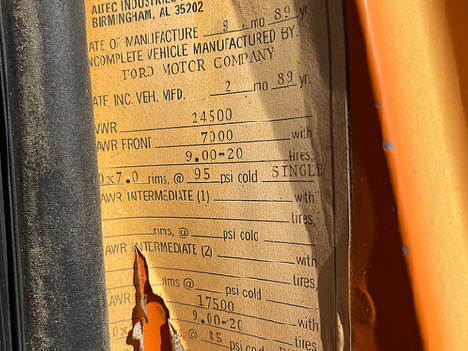 ALTEC INDUSTRIES
BIRMINGHAM, AL 35202
ATE OF MANUFACTURE 8 mo 89 yr.
NCOMPLETE VEHICLE MANUFACTURED BY:
FORD MOTOR COMPANY
ATE INC. VEH. MFD. 2 mo 89 yr.
VWR 24500
AWR FRONT 7000 with
9.00-20 tires,
0x7.0 rims, @ 95 psi cold SINGLE
AWR INTERMEDIATE (1) with
tires,
rims, @ psi cold
AWR INTERMEDIATE (2) with
tires,
rims @ psi cold
AWR 17500 with
9.00-20 tires,
0x @ 85 psi cold